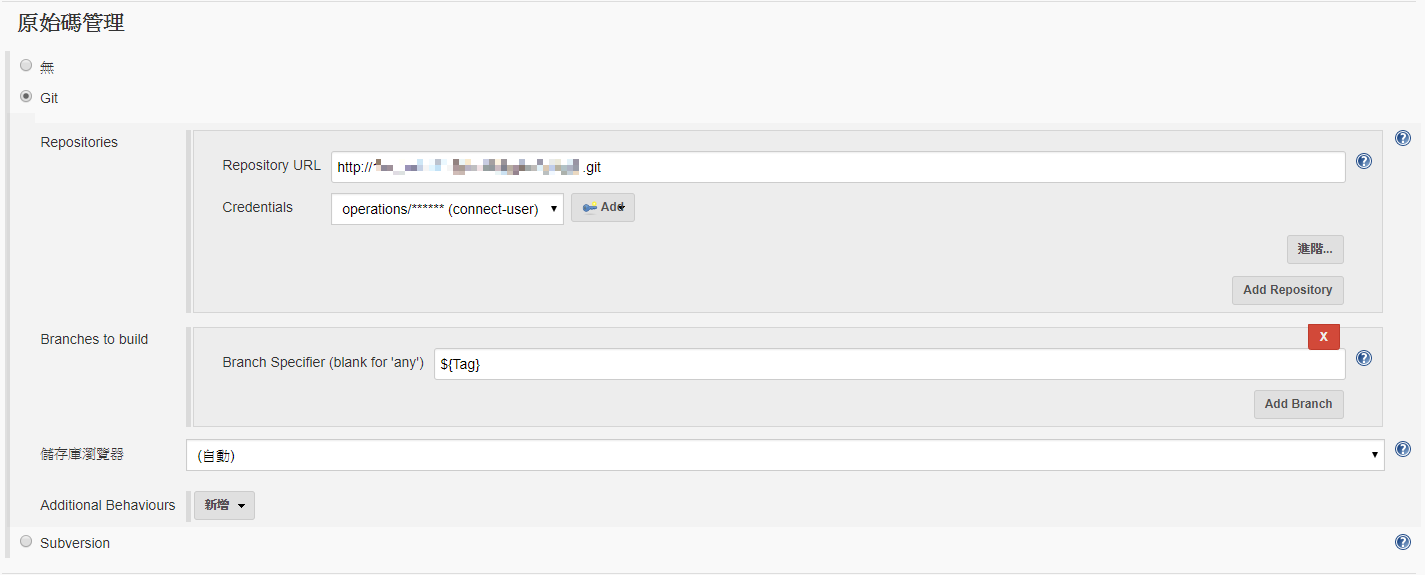 原始碼管理
無
Git
Repositories
Repository URL http:// .git
Credentials operations/****** (connect-user) Add
進階...
Add Repository
Branches to build
X
Branch Specifier (blank for 'any') ${Tag}
Add Branch
儲存庫瀏覽器 (自動)
Additional Behaviours 新增
Subversion